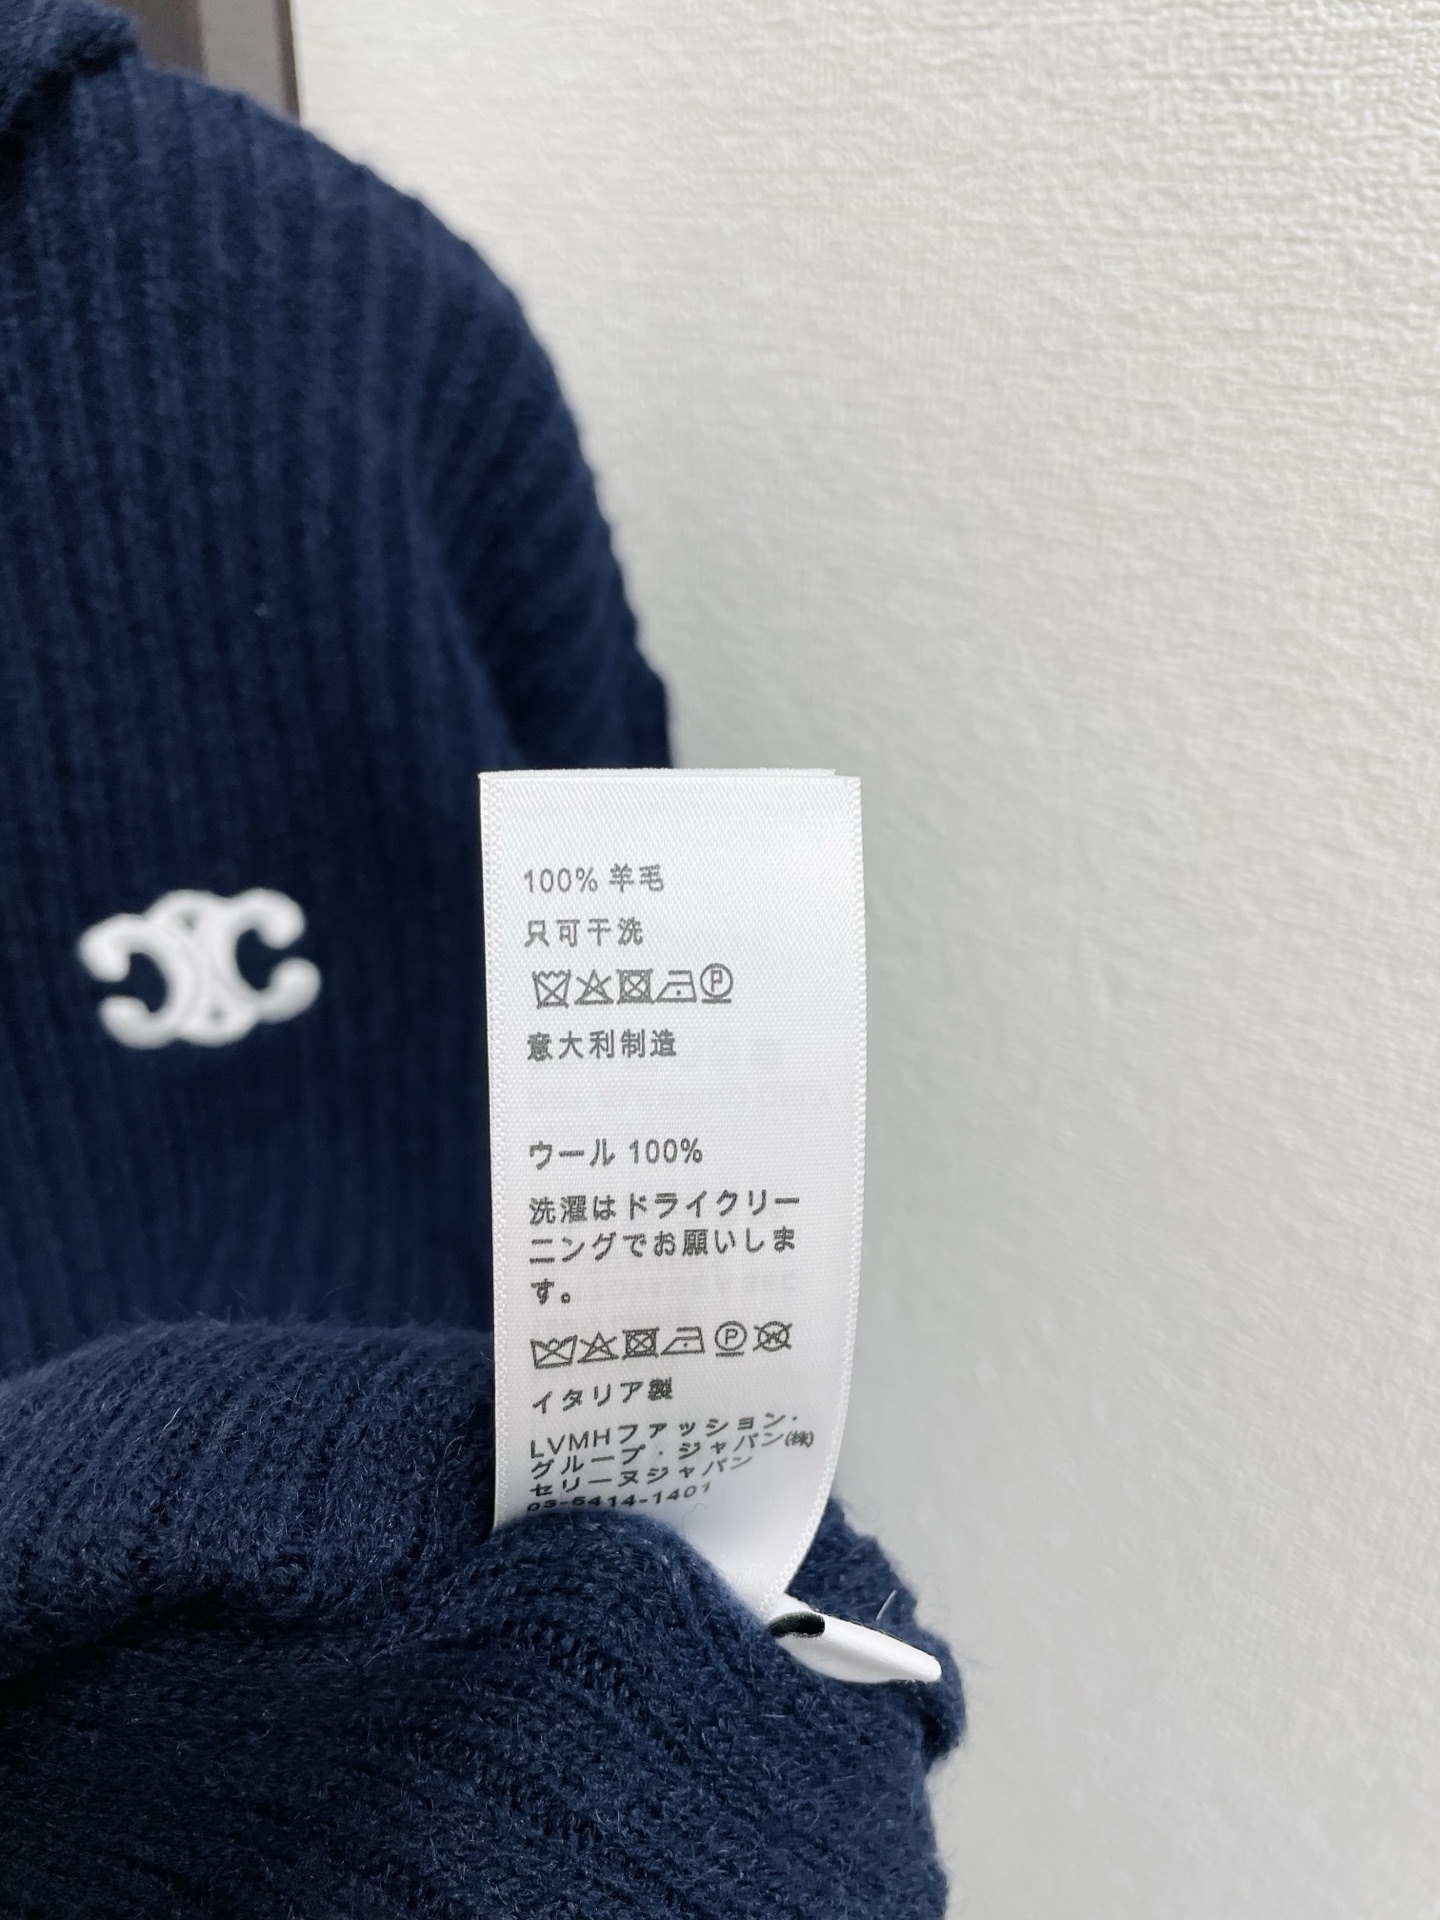 100% 羊毛
只可干洗
意大利制造
ウール 100%
洗濯はドライクリー
ニングでお願いしま
す。
イタリア製
LVMHファッション・
グループ・ジャパン(株)
セリーヌジャパン
03-5414-1401